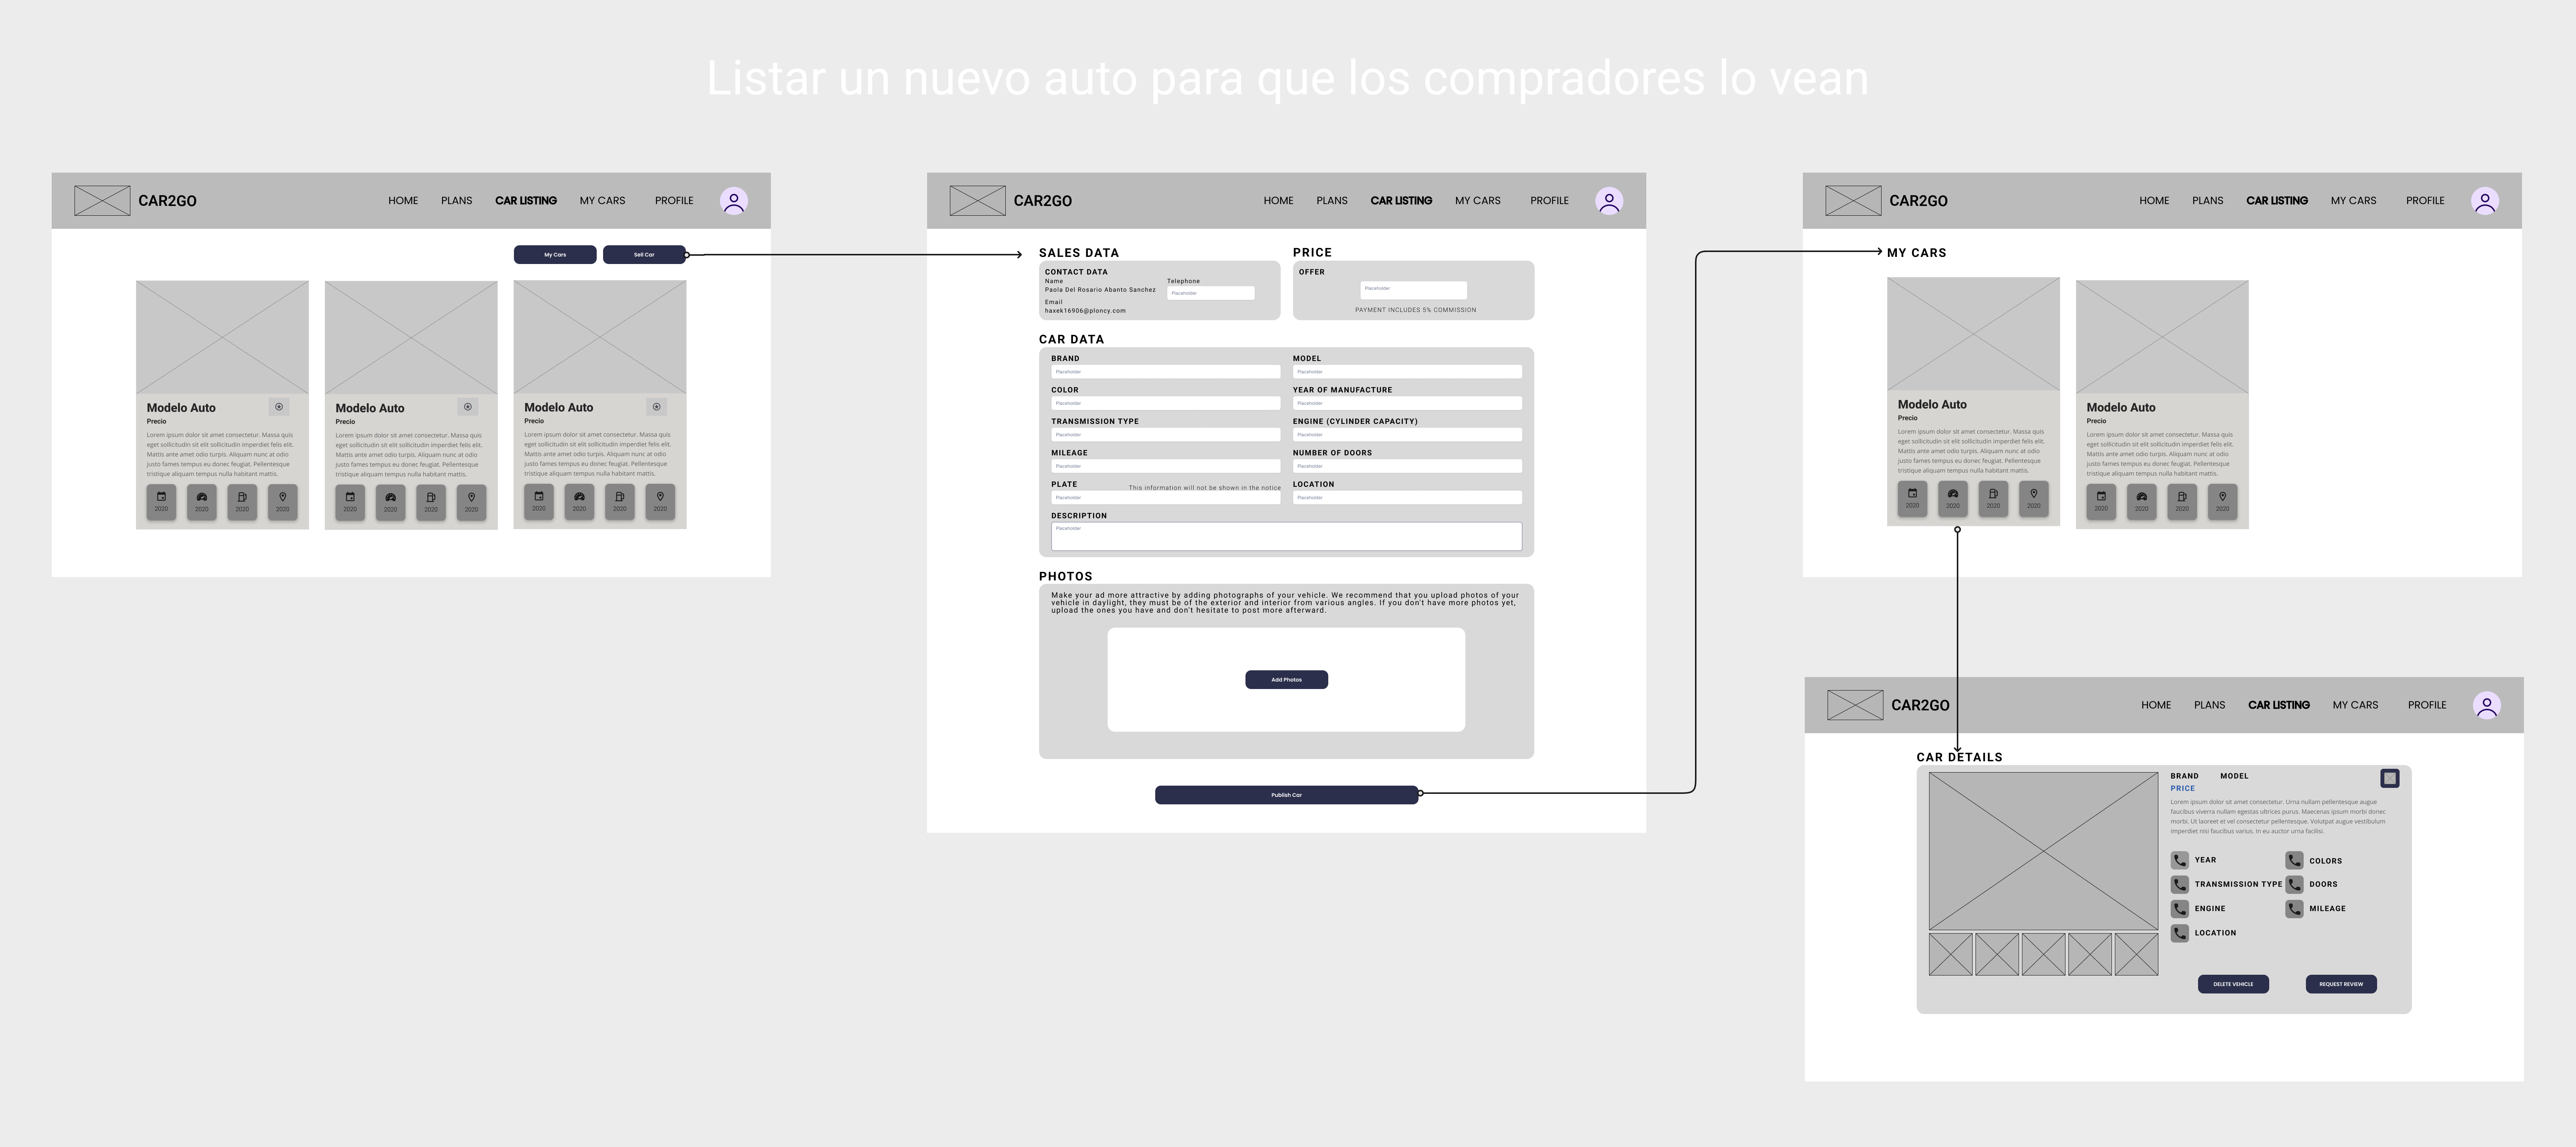 Listar un nuevo auto para que los compradores lo vean
CAR2GO
HOME PLANS CAR LISTING MY CARS PROFILE
My Cars
Sell Car
Modelo Auto
Precio
Lorem ipsum dolor sit amet consectetur. Massa quis
eget sollicitudin sit elit sollicitudin imperdiet felis elit.
Mattis ante amet odio turpis. Aliquam nunc at odio
justo fames tempus eu donec feugiat. Pellentesque
tristique aliquam tempus nulla habitant mattis.
2020 2020 2020 2020
Modelo Auto
Precio
Lorem ipsum dolor sit amet consectetur. Massa quis
eget sollicitudin sit elit sollicitudin imperdiet felis elit.
Mattis ante amet odio turpis. Aliquam nunc at odio
justo fames tempus eu donec feugiat. Pellentesque
tristique aliquam tempus nulla habitant mattis.
2020 2020 2020 2020
Modelo Auto
Precio
Lorem ipsum dolor sit amet consectetur. Massa quis
eget sollicitudin sit elit sollicitudin imperdiet felis elit.
Mattis ante amet odio turpis. Aliquam nunc at odio
justo fames tempus eu donec feugiat. Pellentesque
tristique aliquam tempus nulla habitant mattis.
2020 2020 2020 2020
CAR2GO
HOME PLANS CAR LISTING MY CARS PROFILE
SALES DATA
CONTACT DATA
Name
Paola Del Rosario Abanto Sanchez
Email
haxek16906@ploncy.com
Telephone
Placeholder
PRICE
OFFER
Placeholder
PAYMENT INCLUDES 5% COMMISSION
CAR DATA
BRAND
Placeholder
MODEL
Placeholder
COLOR
Placeholder
YEAR OF MANUFACTURE
Placeholder
TRANSMISSION TYPE
Placeholder
ENGINE (CYLINDER CAPACITY)
Placeholder
MILEAGE
Placeholder
NUMBER OF DOORS
Placeholder
PLATE
This information will not be shown in the notice
Placeholder
LOCATION
Placeholder
DESCRIPTION
Placeholder
PHOTOS
Make your ad more attractive by adding photographs of your vehicle. We recommend that you upload photos of your
vehicle in daylight, they must be of the exterior and interior from various angles. If you don't have more photos yet,
upload the ones you have and don't hesitate to post more afterward.
Add Photos
Publish Car
CAR2GO
HOME PLANS CAR LISTING MY CARS PROFILE
MY CARS
Modelo Auto
Precio
Lorem ipsum dolor sit amet consectetur. Massa quis
eget sollicitudin sit elit sollicitudin imperdiet felis elit.
Mattis ante amet odio turpis. Aliquam nunc at odio
justo fames tempus eu donec feugiat. Pellentesque
tristique aliquam tempus nulla habitant mattis.
2020 2020 2020 2020
Modelo Auto
Precio
Lorem ipsum dolor sit amet consectetur. Massa quis
eget sollicitudin sit elit sollicitudin imperdiet felis elit.
Mattis ante amet odio turpis. Aliquam nunc at odio
justo fames tempus eu donec feugiat. Pellentesque
tristique aliquam tempus nulla habitant mattis.
2020 2020 2020 2020
CAR2GO
HOME PLANS CAR LISTING MY CARS PROFILE
CAR DETAILS
BRAND MODEL
PRICE
Lorem ipsum dolor sit amet consectetur. Urna nullam pellentesque augue
faucibus viverra nullam egestas ultrices purus. Maecenas ipsum morbi donec
morbi. Ut laoreet et vel consectetur pellentesque. Volutpat augue vestibulum
imperdiet nisi faucibus varius. In eu auctor urna facilisi.
YEAR
COLORS
TRANSMISSION TYPE
DOORS
ENGINE
MILEAGE
LOCATION
DELETE VEHICLE
REQUEST REVIEW